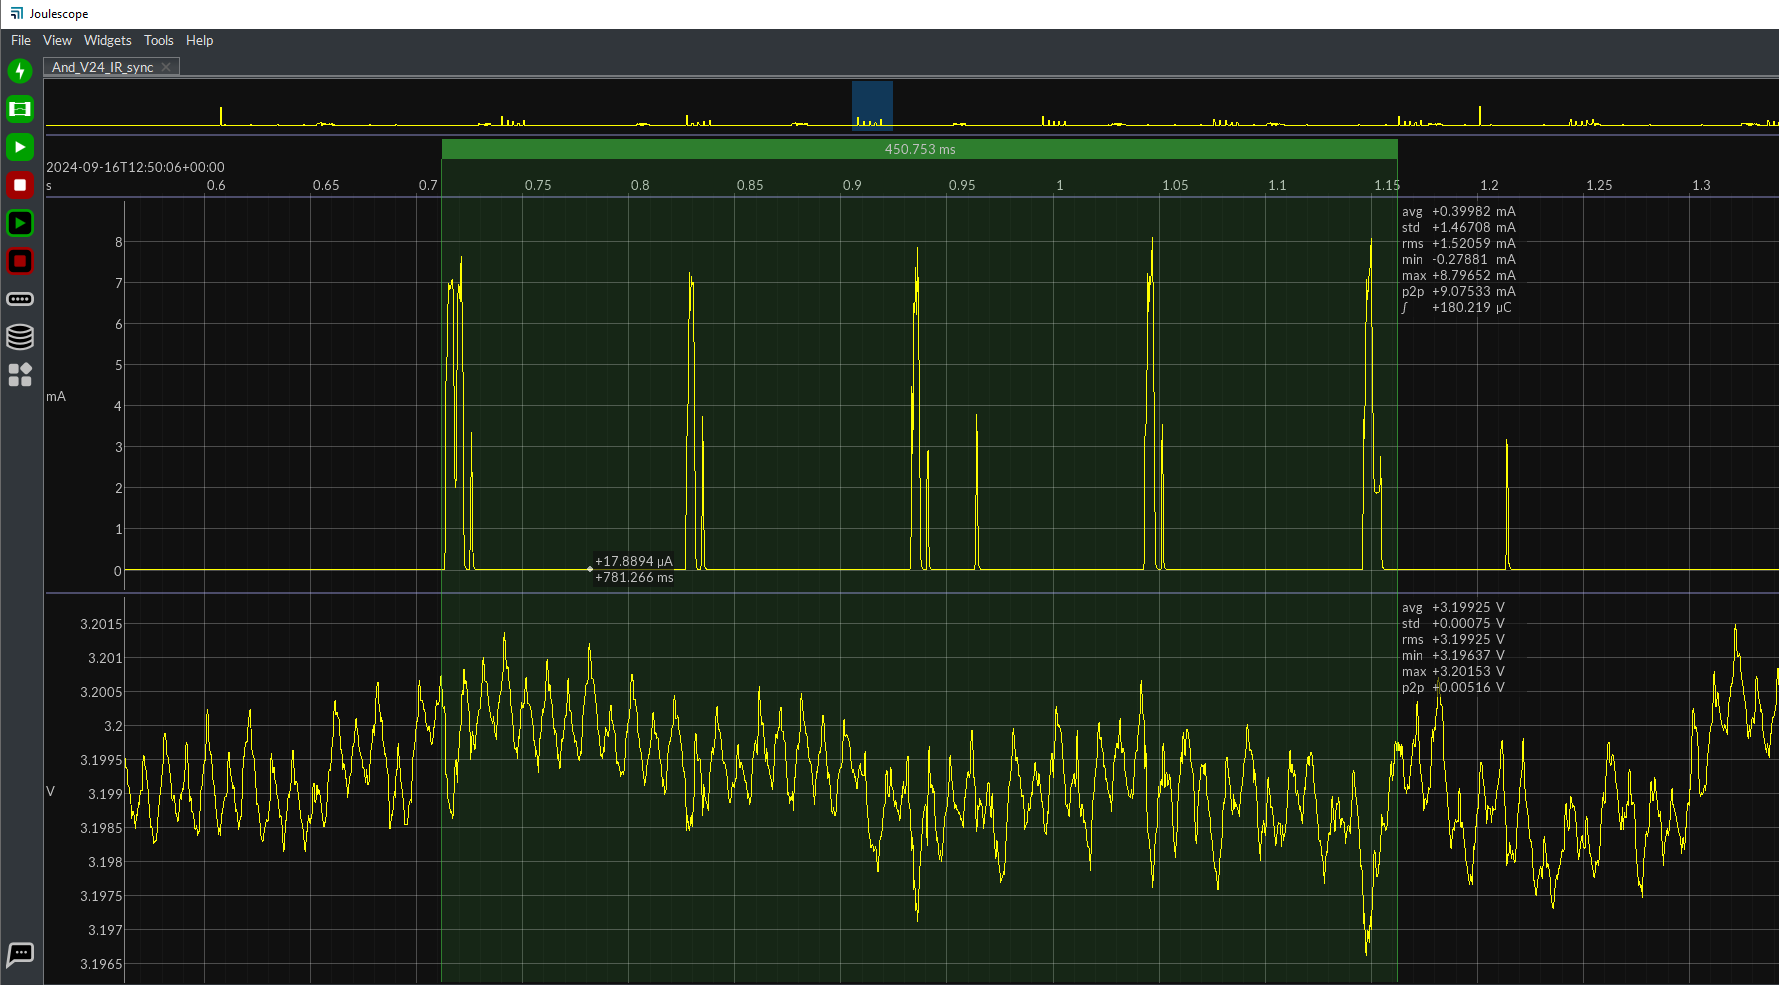 Joulescope
File View Widgets Tools Help
And_V24_IR_sync
450.753 ms
2024-09-16T12:50:06+00:00
s 0.6 0.65 0.7 0.75 0.8 0.85 0.9 0.95 1 1.05 1.1 1.15 1.2 1.25 1.3
avg +0.39982 mA
std +1.46708 mA
rms +1.52059 mA
min -0.27881 mA
max +8.79652 mA
p2p +9.07533 mA
∫ +180.219 µC
8
7
6
5
4
mA
3
2
1
0
+17.8894 µA
+781.266 ms
avg +3.19925 V
std +0.00075 V
rms +3.19925 V
min +3.19637 V
max +3.20153 V
p2p +0.00516 V
3.2015
3.201
3.2005
3.2
3.1995
V
3.199
3.1985
3.198
3.1975
3.197
3.1965